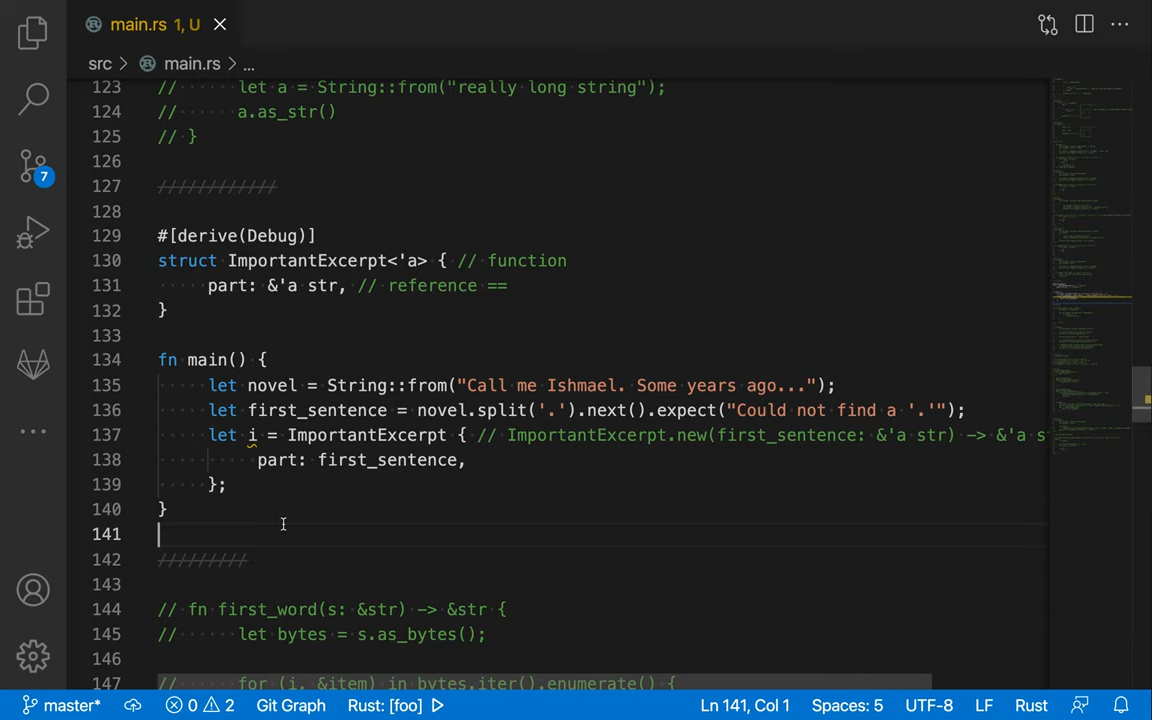 main.rs 1, U
src > main.rs > ...
123 // let a = String::from("really long string");
124 // a.as_str()
125 // }
126
127 ////////////
128
129 #[derive(Debug)]
130 struct ImportantExcerpt<'a> { // function
131 part: &'a str, // reference ==
132 }
133
134 fn main() {
135 let novel = String::from("Call me Ishmael. Some years ago...");
136 let first_sentence = novel.split('.').next().expect("Could not find a '.'");
137 let i = ImportantExcerpt { // ImportantExcerpt.new(first_sentence: &'a str) -> &'a s
138 part: first_sentence,
139 };
140 }
141
142 /////////
143
144 // fn first_word(s: &str) -> &str {
145 // let bytes = s.as_bytes();
146
147 // for (i, &item) in bytes.iter().enumerate() {
7
master* 0 2 Git Graph Rust: [foo] Ln 141, Col 1 Spaces: 5 UTF-8 LF Rust